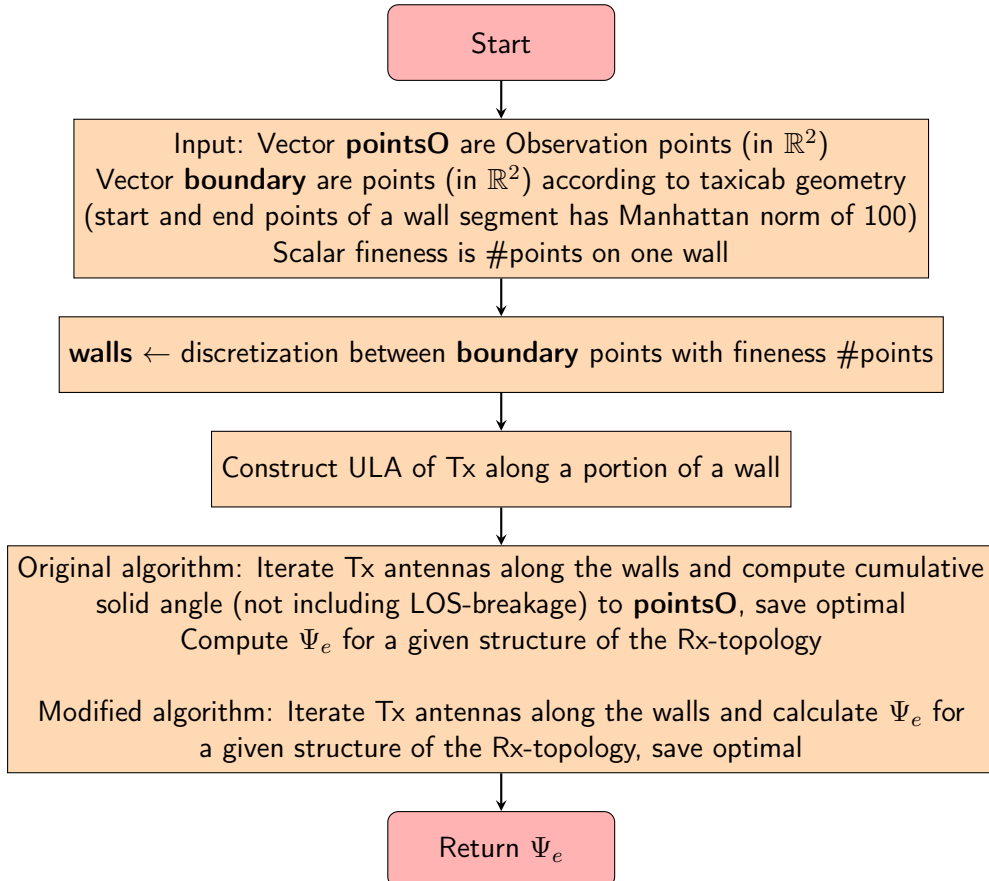 Start
Input: Vector pointsO are Observation points (in ℝ²)
Vector boundary are points (in ℝ²) according to taxicab geometry
(start and end points of a wall segment has Manhattan norm of 100)
Scalar fineness is #points on one wall
walls ← discretization between boundary points with fineness #points
Construct ULA of Tx along a portion of a wall
Original algorithm: Iterate Tx antennas along the walls and compute cumulative
solid angle (not including LOS-breakage) to pointsO, save optimal
Compute Ψₑ for a given structure of the Rx-topology
Modified algorithm: Iterate Tx antennas along the walls and calculate Ψₑ for
a given structure of the Rx-topology, save optimal
Return Ψₑ